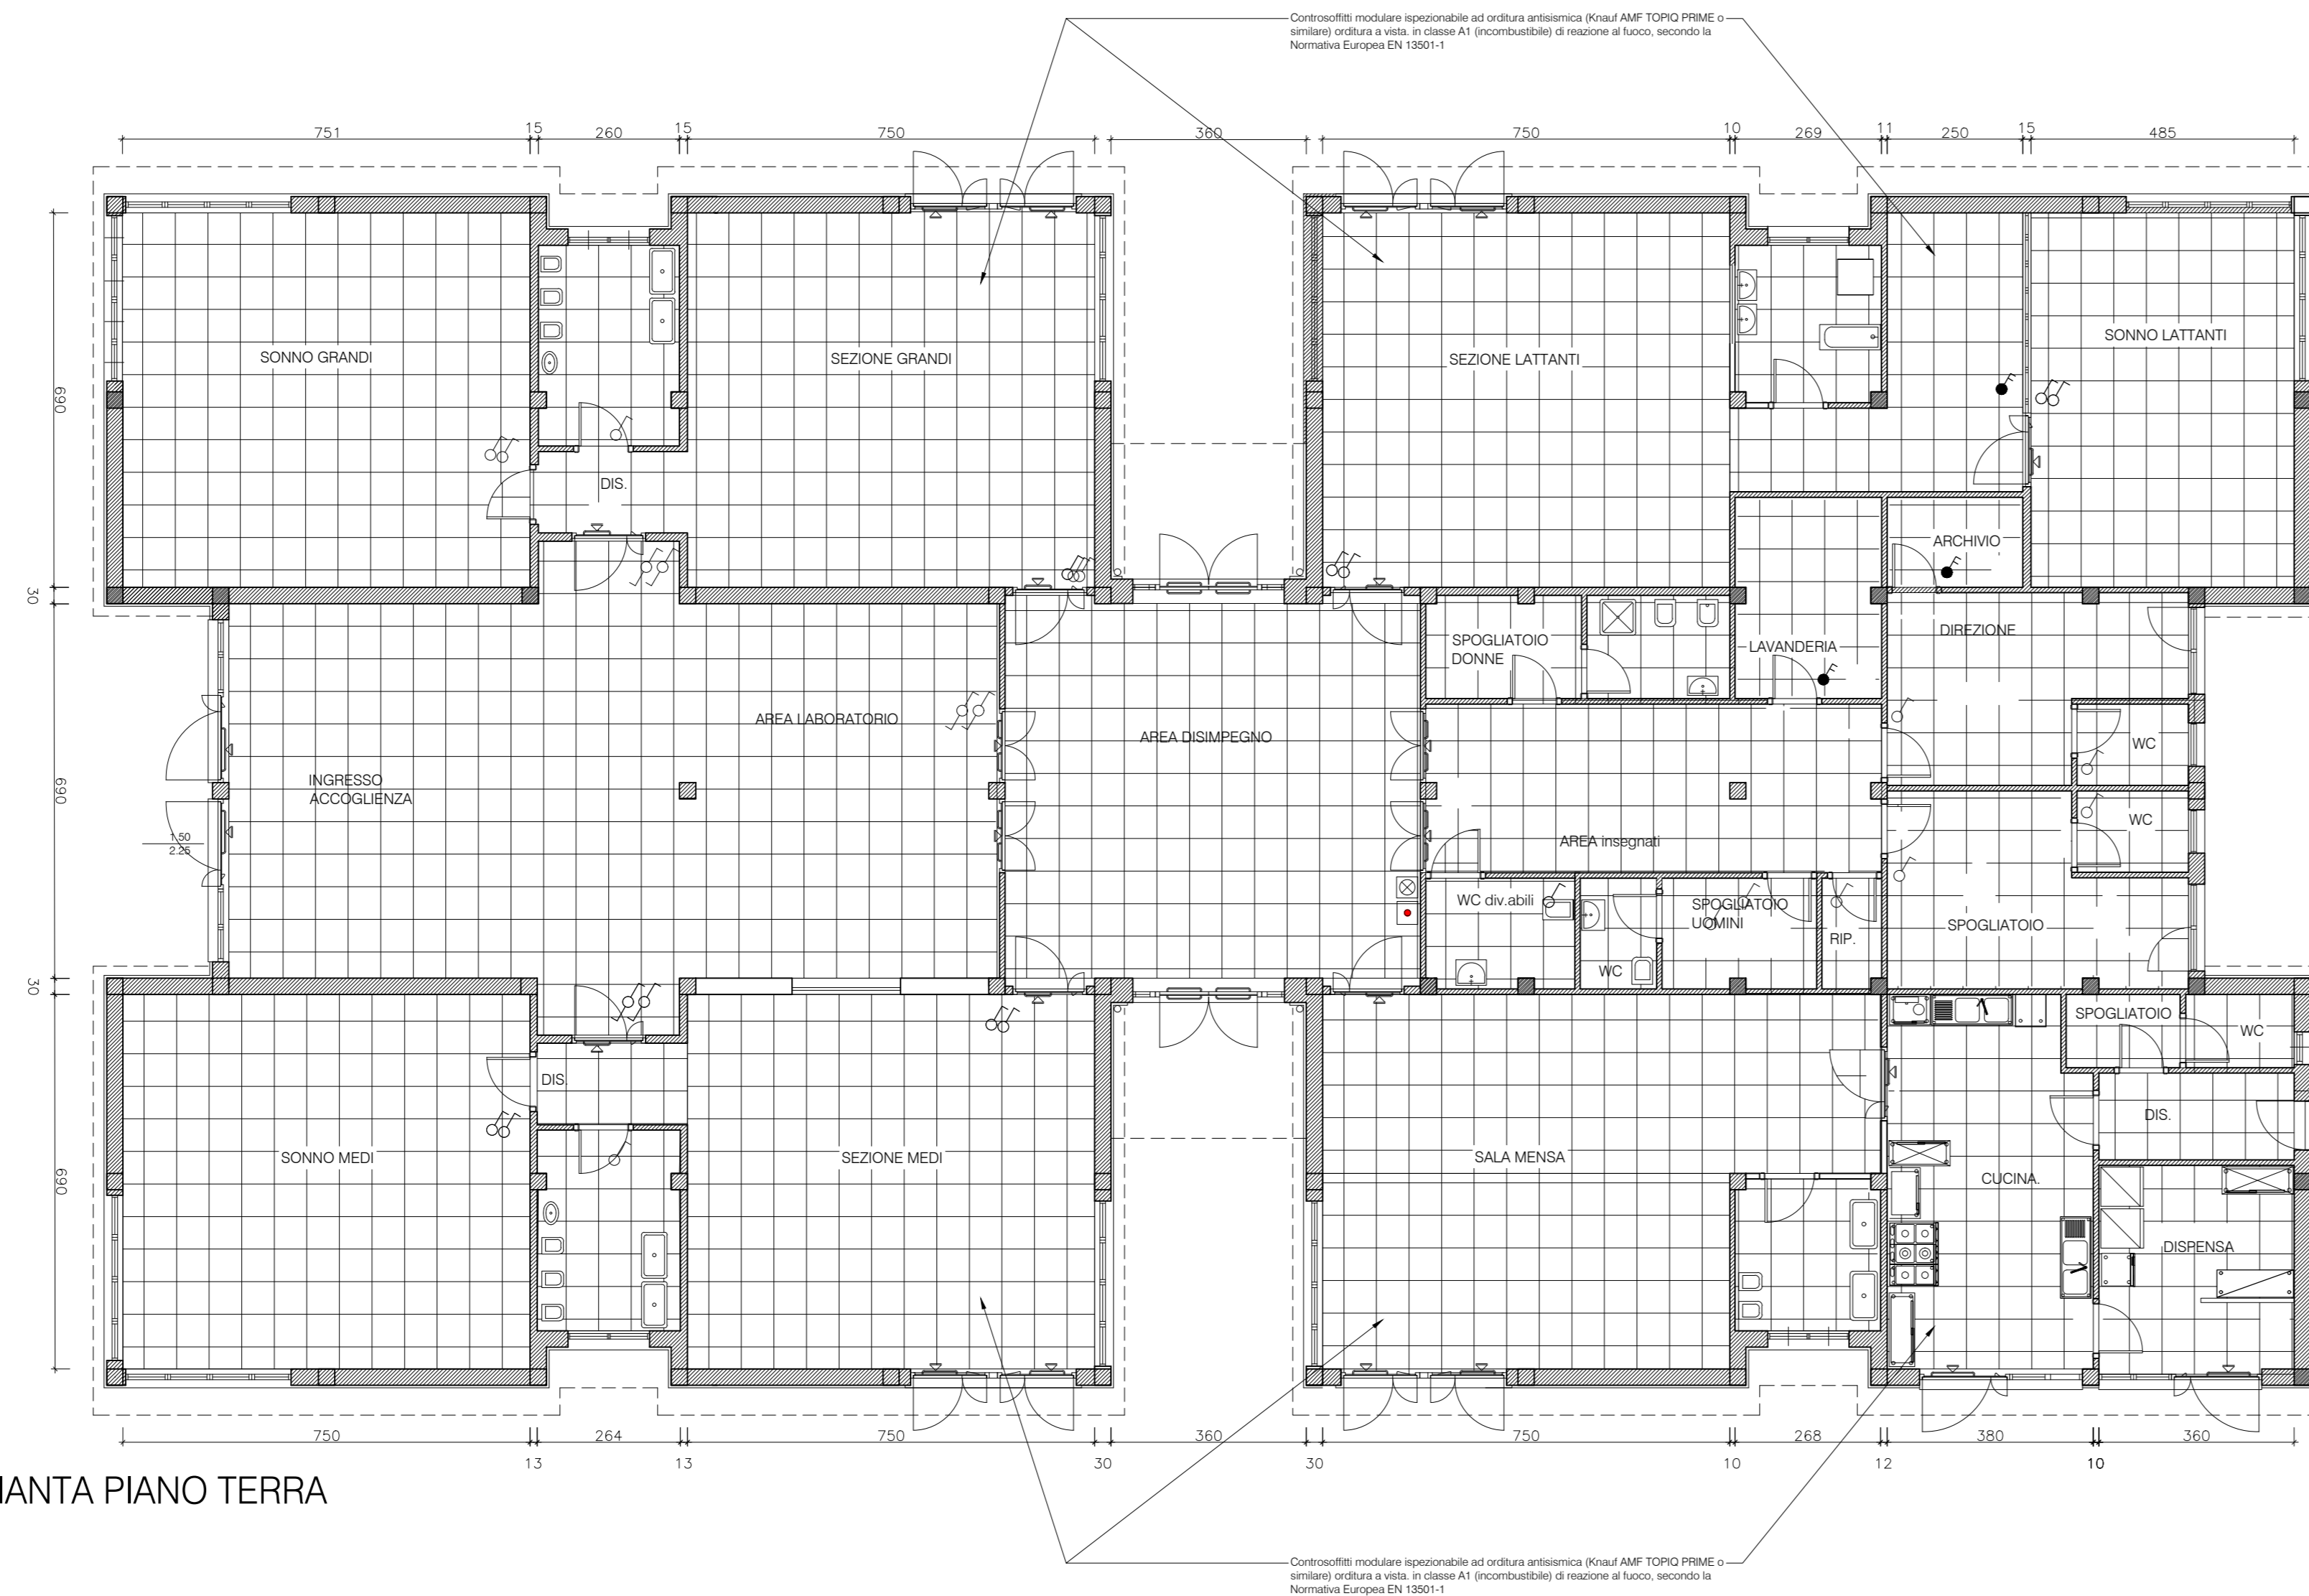 Controsoffitti modulare ispezionabile ad orditura antisismica (Knauf AMF TOPIQ PRIME o
similare) orditura a vista. in classe A1 (incombustibile) di reazione al fuoco, secondo la
Normativa Europea EN 13501-1
751
15
260
15
750
360
750
10
269
11
250
15
485
690
30
690
30
690
SONNO GRANDI
SEZIONE GRANDI
SEZIONE LATTANTI
SONNO LATTANTI
DIS.
ARCHIVIO
SPOGLIATOIO
DONNE
LAVANDERIA
DIREZIONE
AREA LABORATORIO
AREA DISIMPEGNO
WC
INGRESSO
ACCOGLIENZA
WC
1.50
2.25
AREA insegnati
WC div.abili
SPOGLIATOIO
UOMINI
RIP.
SPOGLIATOIO
WC
SPOGLIATOIO
WC
DIS.
DIS.
SONNO MEDI
SEZIONE MEDI
SALA MENSA
CUCINA.
DISPENSA
750
264
750
360
750
268
380
360
13
13
30
30
10
12
10
IANTA PIANO TERRA
Controsoffitti modulare ispezionabile ad orditura antisismica (Knauf AMF TOPIQ PRIME o
similare) orditura a vista. in classe A1 (incombustibile) di reazione al fuoco, secondo la
Normativa Europea EN 13501-1